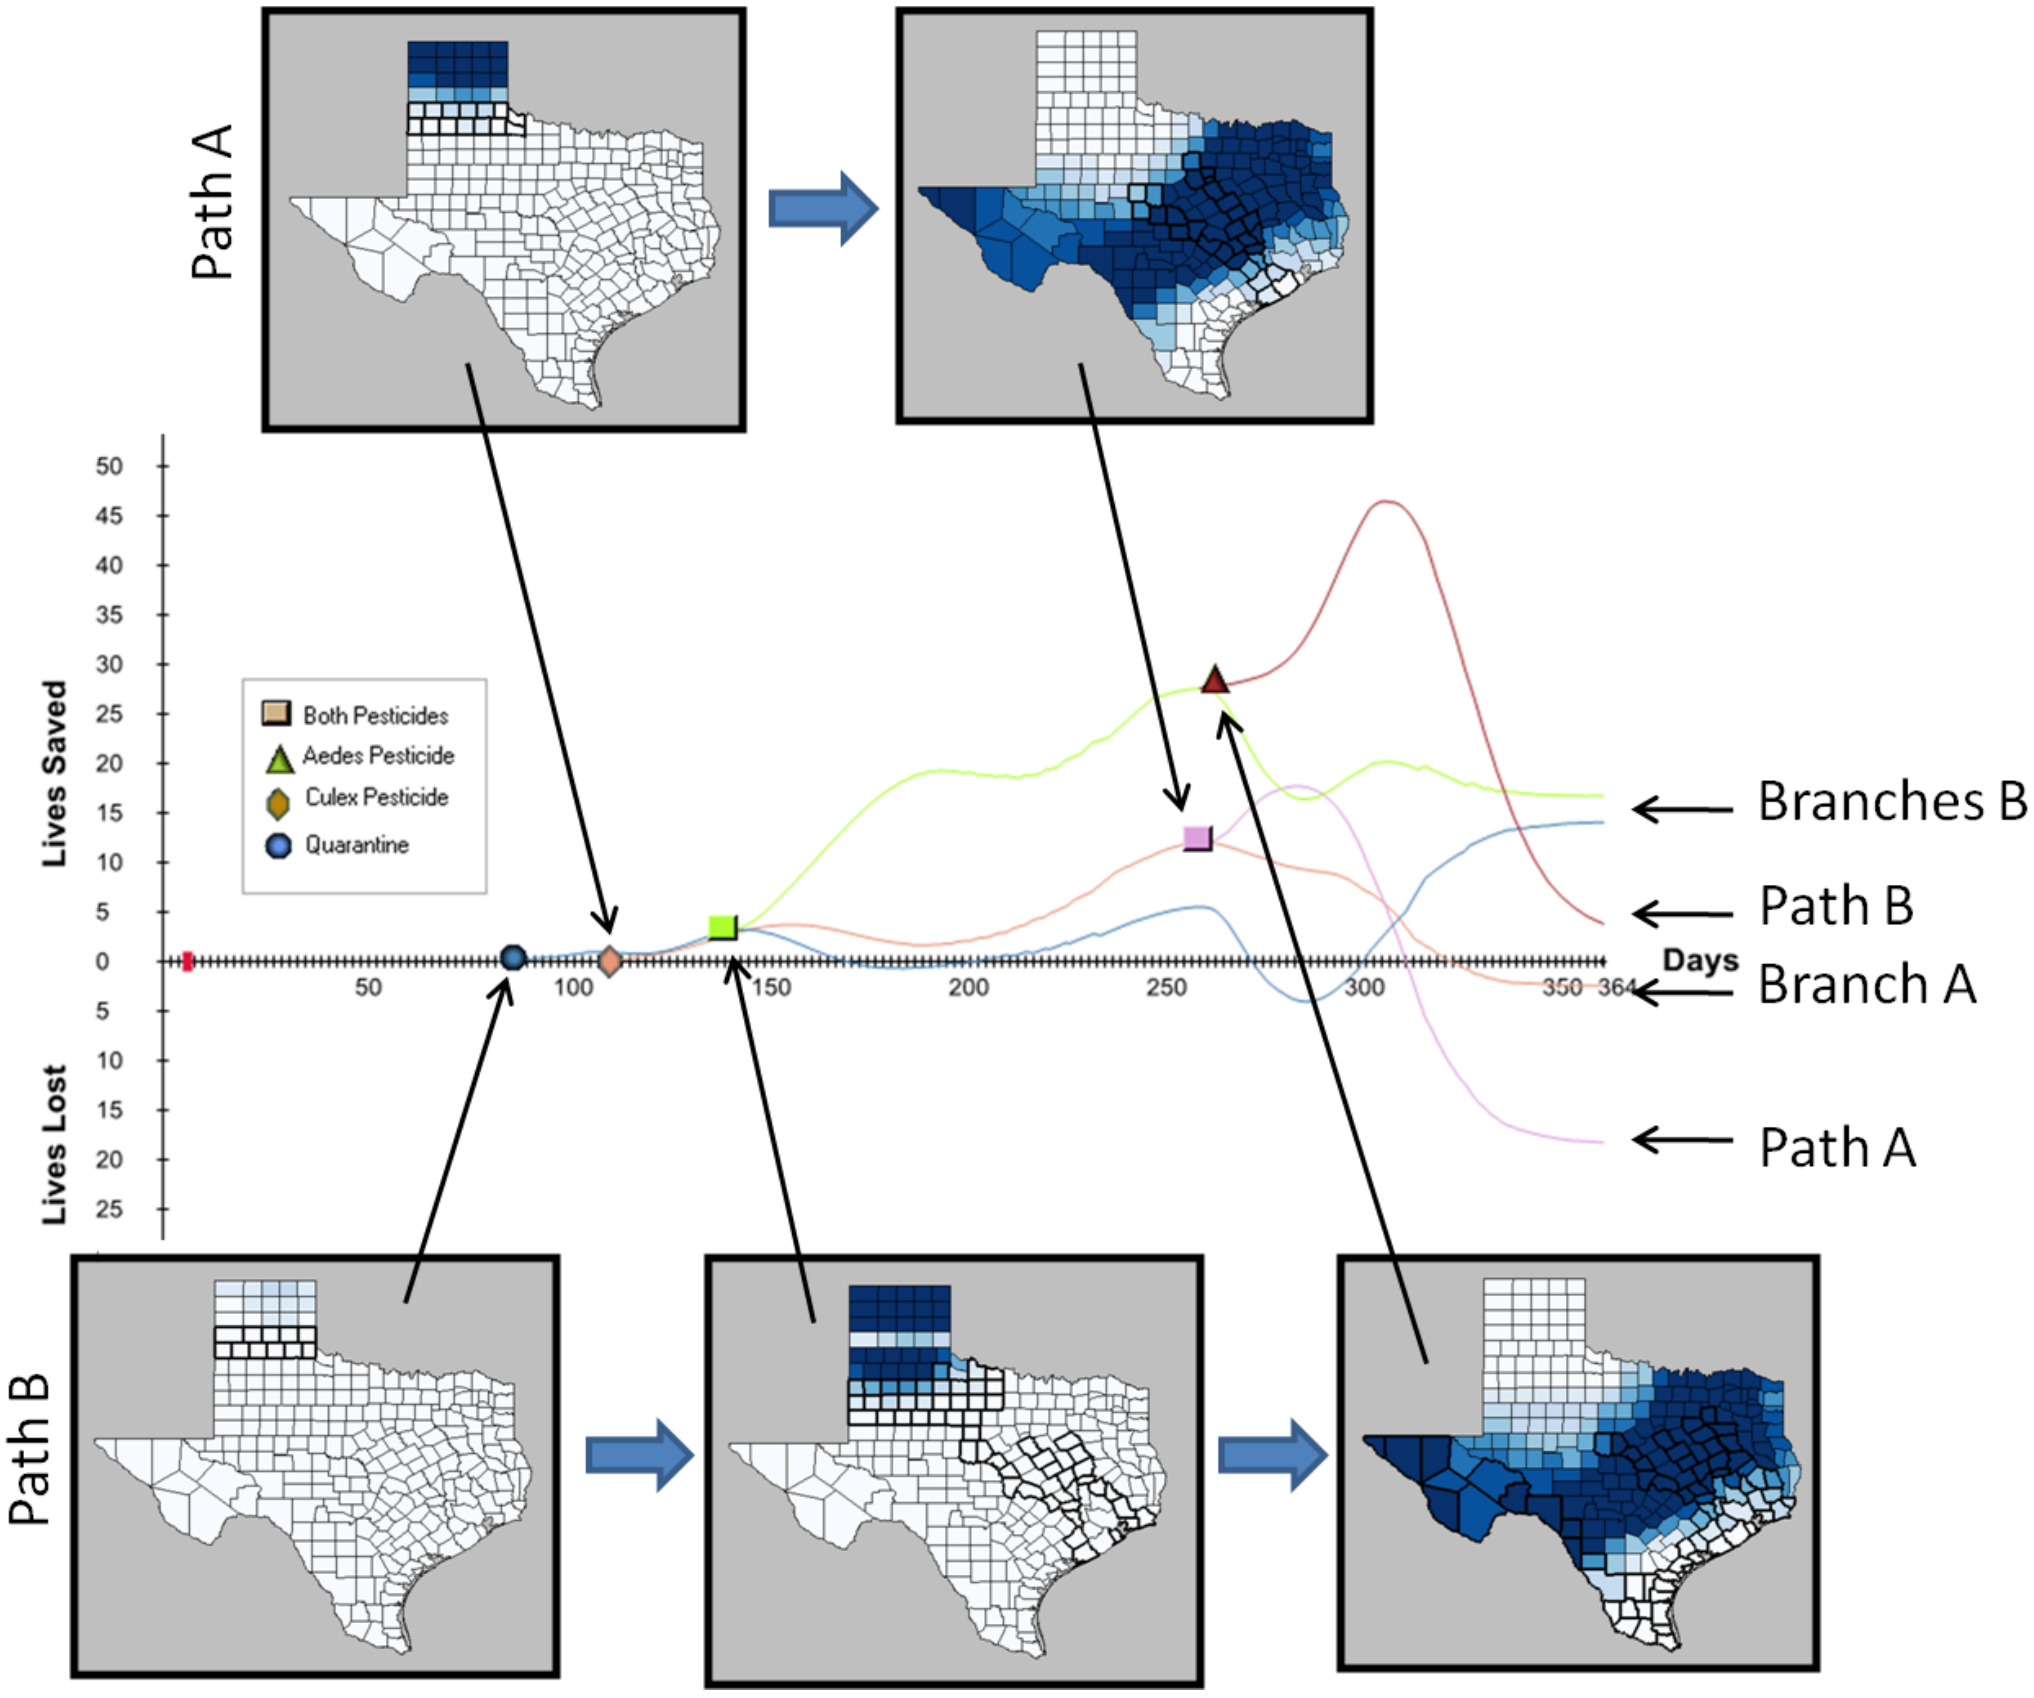 Path A
50
45
40
35
30
25
20
15
10
5
0
5
10
15
20
25
Lives Saved
Lives Lost
Both Pesticides
Aedes Pesticide
Culex Pesticide
Quarantine
50 100 150 200 250 300 350 364
Days
Branches B
Path B
Branch A
Path A
Path B